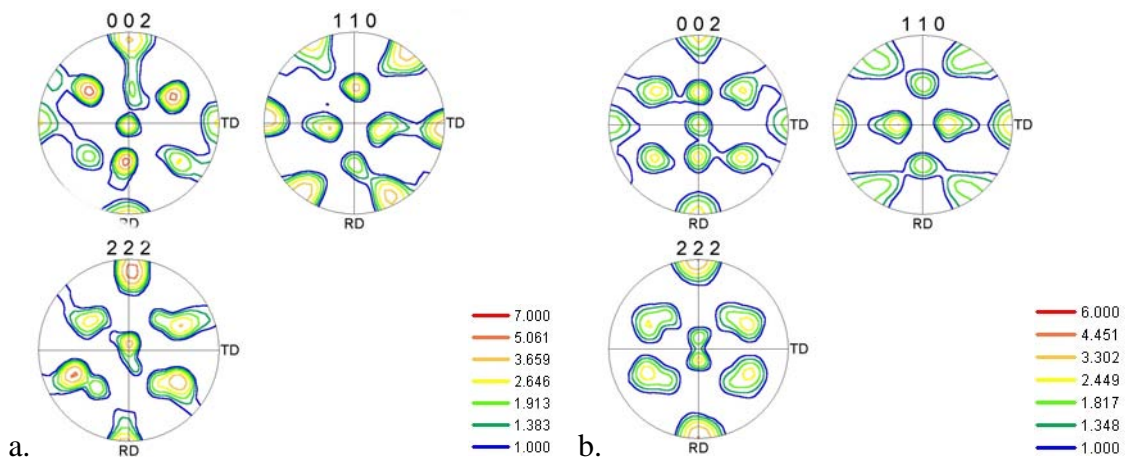 0 0 2
1 1 0
TD
TD
RD
RD
2 2 2
TD
RD
7.000
5.061
3.659
2.646
1.913
1.383
1.000
a.
0 0 2
1 1 0
TD
TD
RD
RD
2 2 2
TD
RD
6.000
4.451
3.302
2.449
1.817
1.348
1.000
b.